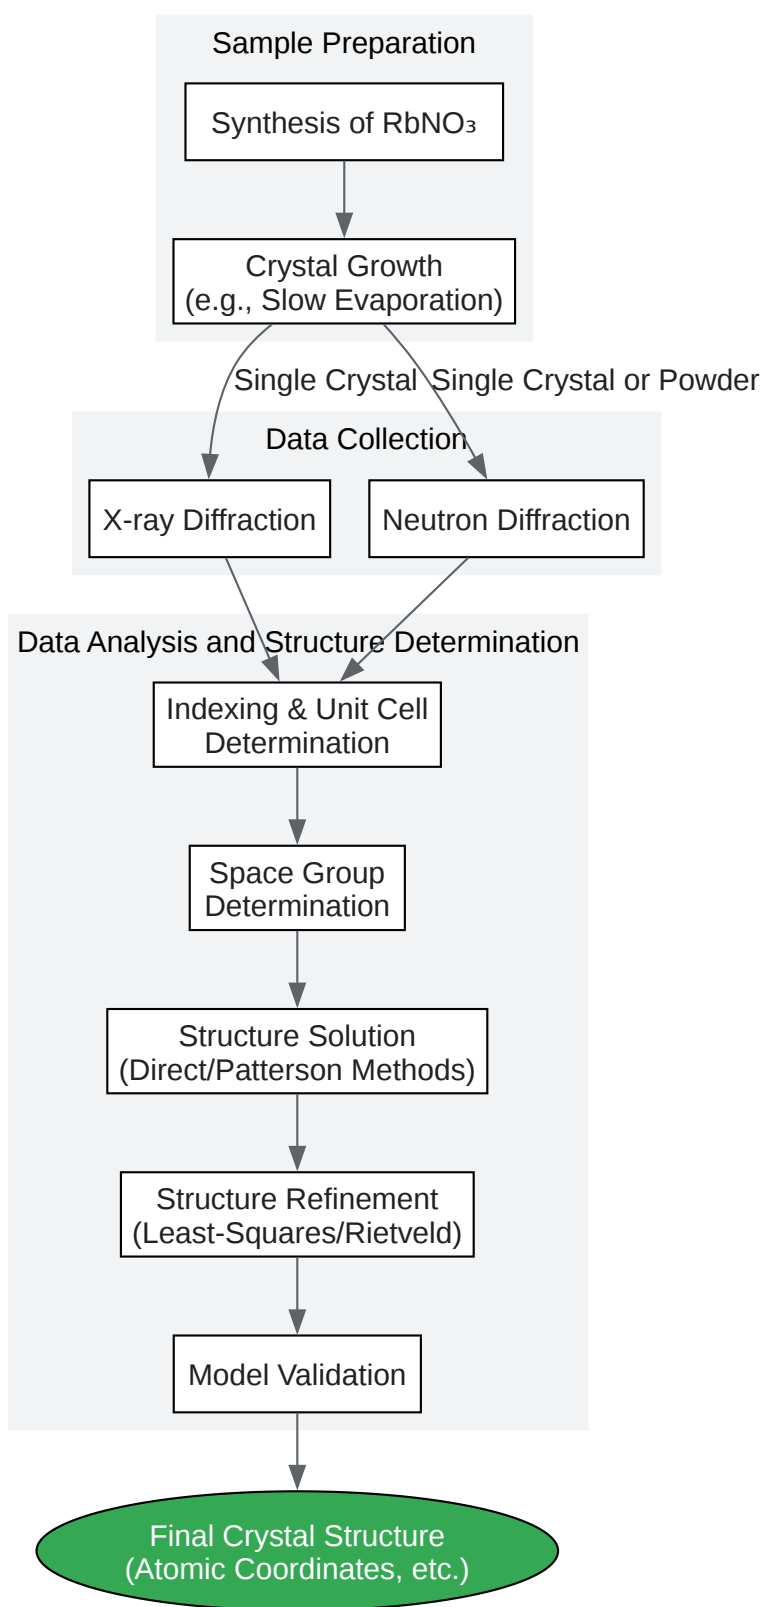 Sample Preparation
Synthesis of RbNO₃
Crystal Growth
(e.g., Slow Evaporation)
Single Crystal
Single Crystal or Powder
Data Collection
X-ray Diffraction
Neutron Diffraction
Data Analysis and Structure Determination
Indexing & Unit Cell
Determination
Space Group
Determination
Structure Solution
(Direct/Patterson Methods)
Structure Refinement
(Least-Squares/Rietveld)
Model Validation
Final Crystal Structure
(Atomic Coordinates, etc.)